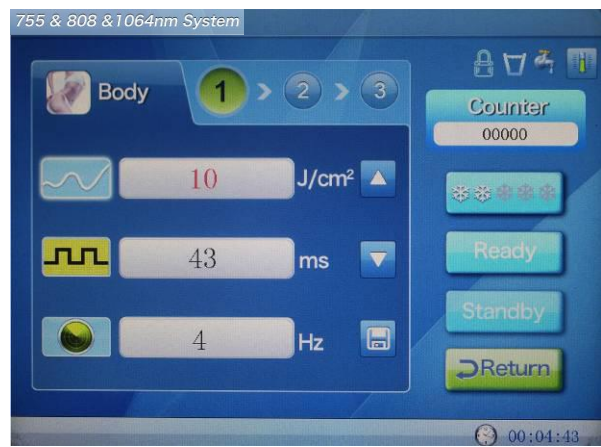 755 & 808 &1064nm System
Body
1 > 2 > 3
Counter
00000
10 J/cm²
43 ms
Ready
4 Hz
Standby
Return
00:04:43